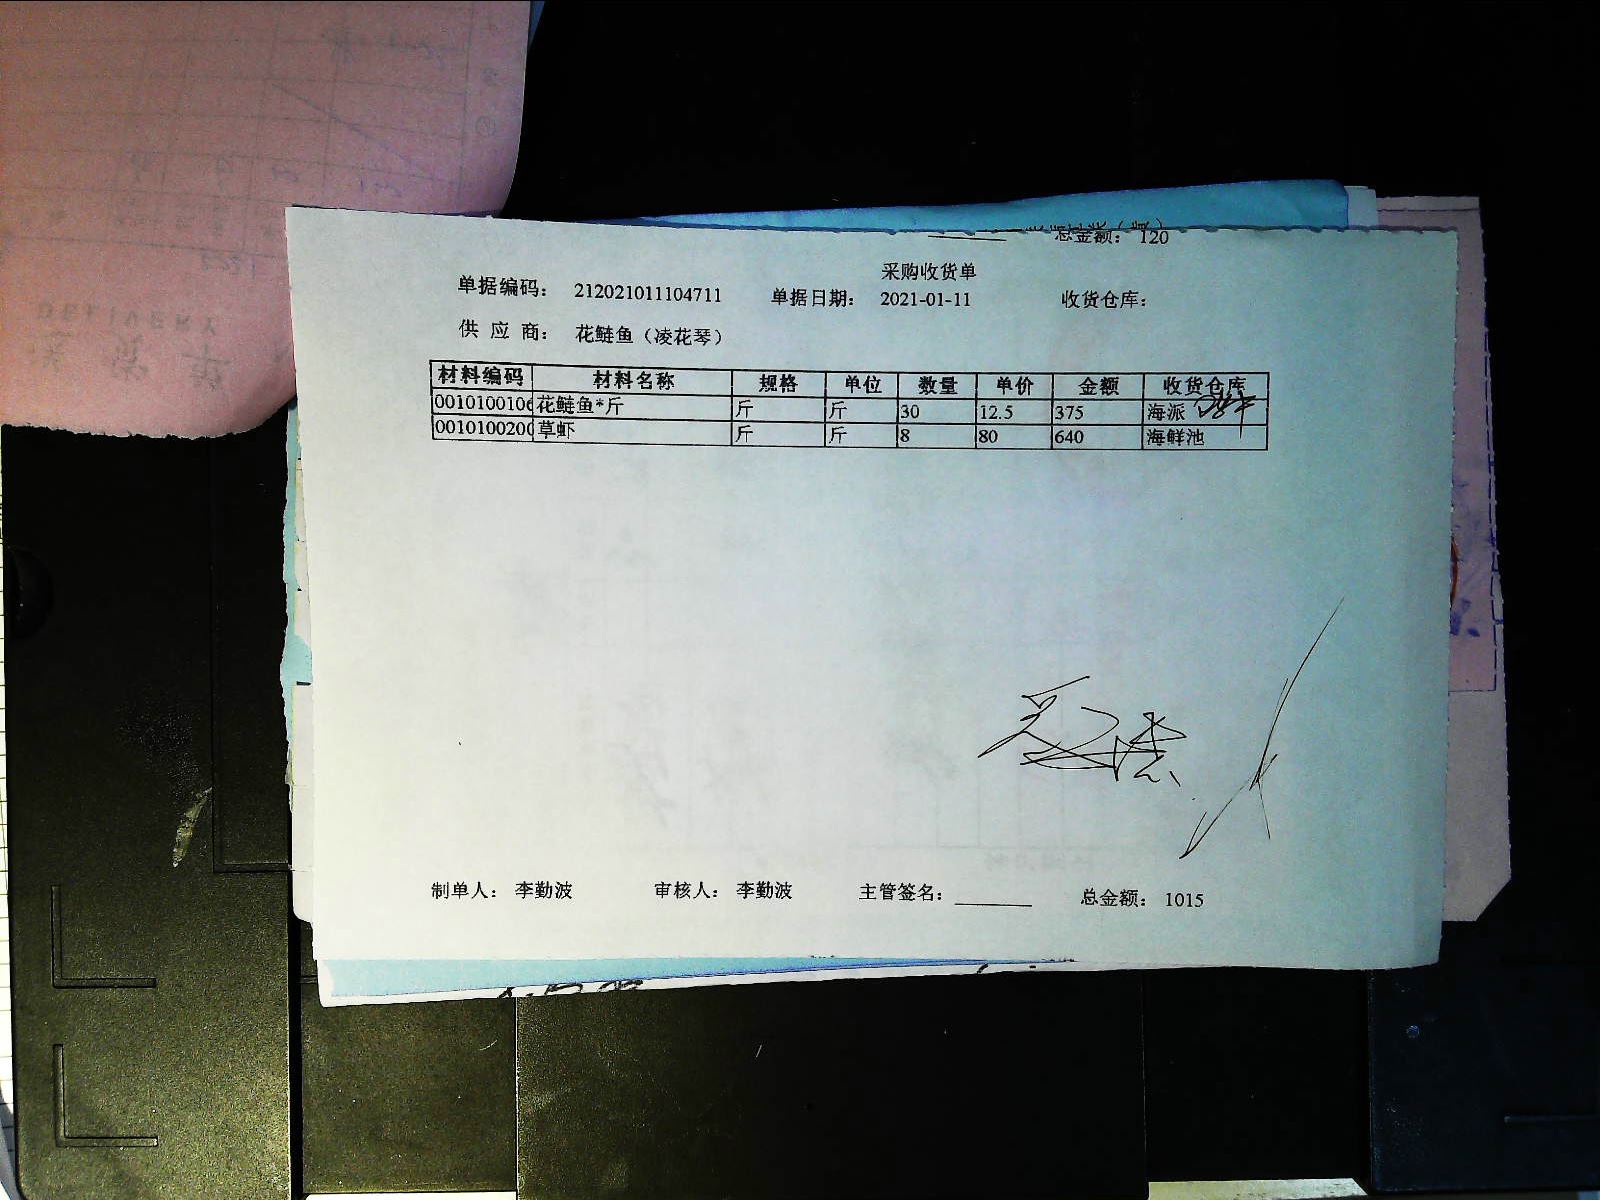 总金额： 120
采购收货单
单据编码： 212021011104711 单据日期： 2021-01-11 收货仓库：
供 应 商： 花鲢鱼（凌花琴）
材料编码 材料名称 规格 单位 数量 单价 金额 收货仓库
001010010 花鲢鱼*斤 斤 斤 30 12.5 375 海派
001010020 草虾 斤 斤 8 80 640 海鲜池
制单人： 李勤波 审核人： 李勤波 主管签名： 总金额： 1015